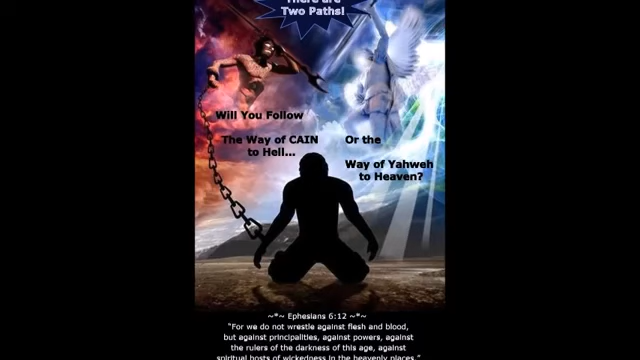 There are
Two Paths!
Will You Follow
The Way of CAIN
to Hell...
Or the
Way of Yahweh
to Heaven?
~*~ Ephesians 6:12 ~*~
"For we do not wrestle against flesh and blood,
but against principalities, against powers, against
the rulers of the darkness of this age, against
spiritual hosts of wickedness in the heavenly places."